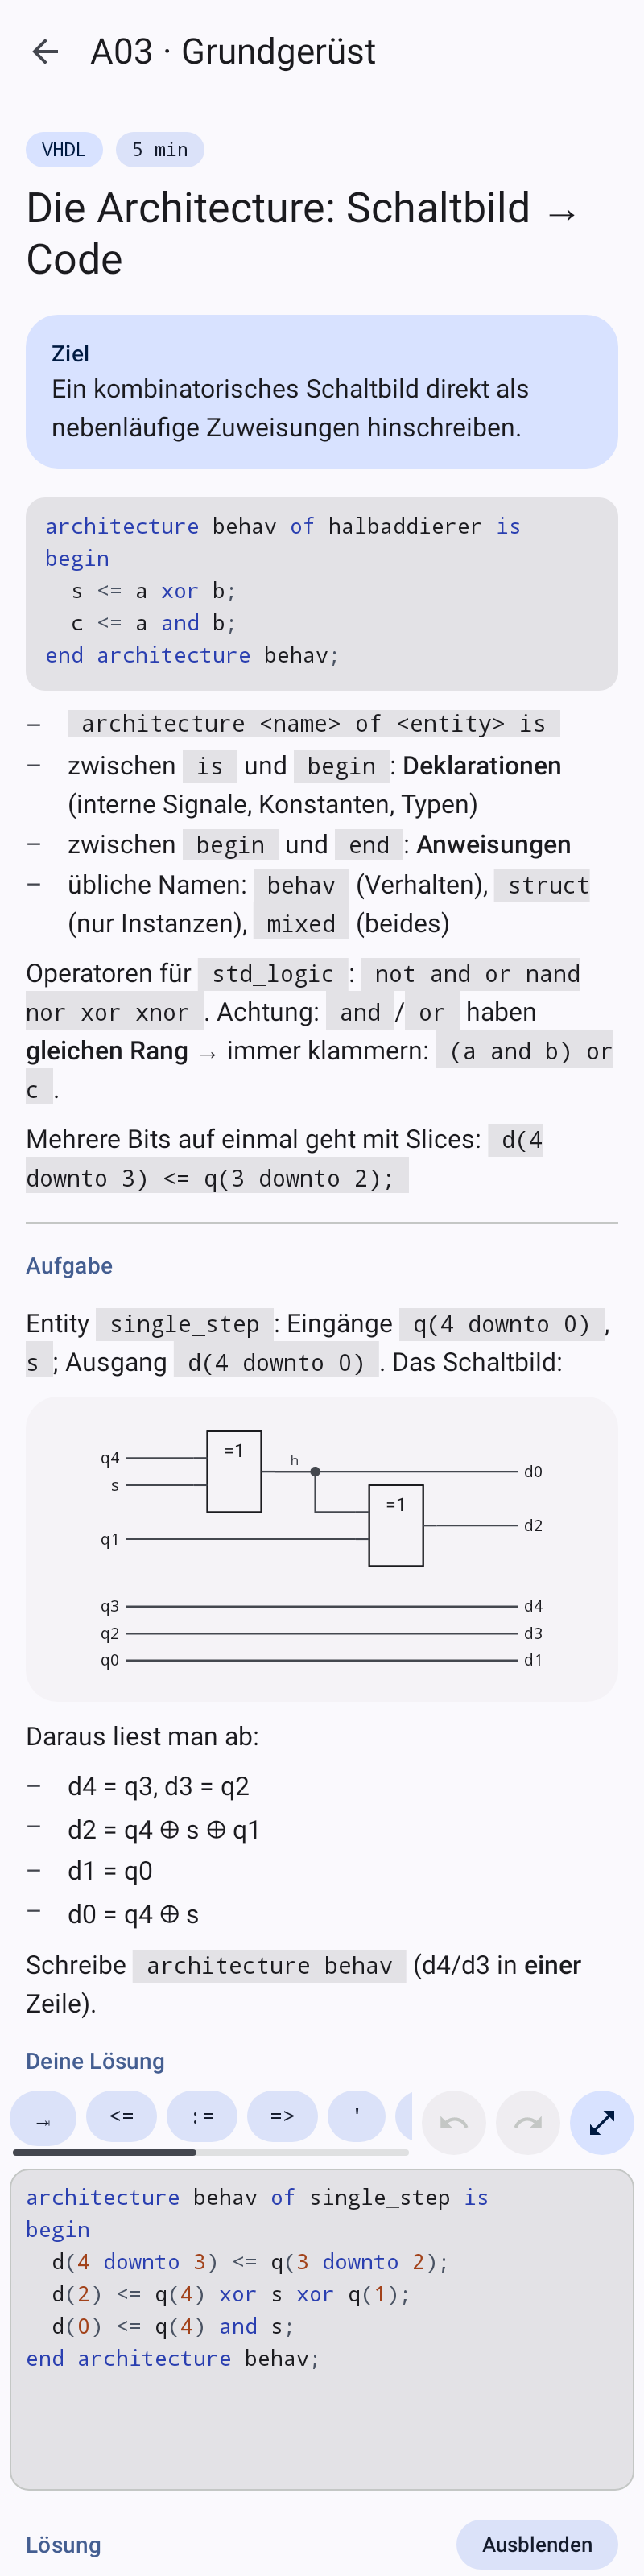 ← A03 · Grundgerüst
VHDL 5 min
Die Architecture: Schaltbild →
Code
Ziel
Ein kombinatorisches Schaltbild direkt als
nebenläufige Zuweisungen hinschreiben.
architecture behav of halbaddierer is
begin
  s <= a xor b;
  c <= a and b;
end architecture behav;
– architecture <name> of <entity> is
– zwischen is und begin : Deklarationen
(interne Signale, Konstanten, Typen)
– zwischen begin und end : Anweisungen
– übliche Namen: behav (Verhalten), struct
(nur Instanzen), mixed (beides)
Operatoren für std_logic : not and or nand
nor xor xnor . Achtung: and / or haben
gleichen Rang → immer klammern: (a and b) or
c .
Mehrere Bits auf einmal geht mit Slices: d(4
downto 3) <= q(3 downto 2);
Aufgabe
Entity single_step : Eingänge q(4 downto 0) ,
s ; Ausgang d(4 downto 0) . Das Schaltbild:
q4 =1 h d0
s
=1 d2
q1
q3 d4
q2 d3
q0 d1
Daraus liest man ab:
– d4 = q3, d3 = q2
– d2 = q4 ⊕ s ⊕ q1
– d1 = q0
– d0 = q4 ⊕ s
Schreibe architecture behav (d4/d3 in einer
Zeile).
Deine Lösung
⇥ <= := => '
architecture behav of single_step is
begin
  d(4 downto 3) <= q(3 downto 2);
  d(2) <= q(4) xor s xor q(1);
  d(0) <= q(4) and s;
end architecture behav;
Lösung Ausblenden